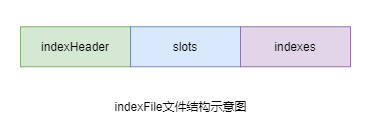 indexHeader slots indexes
indexFile文件结构示意图